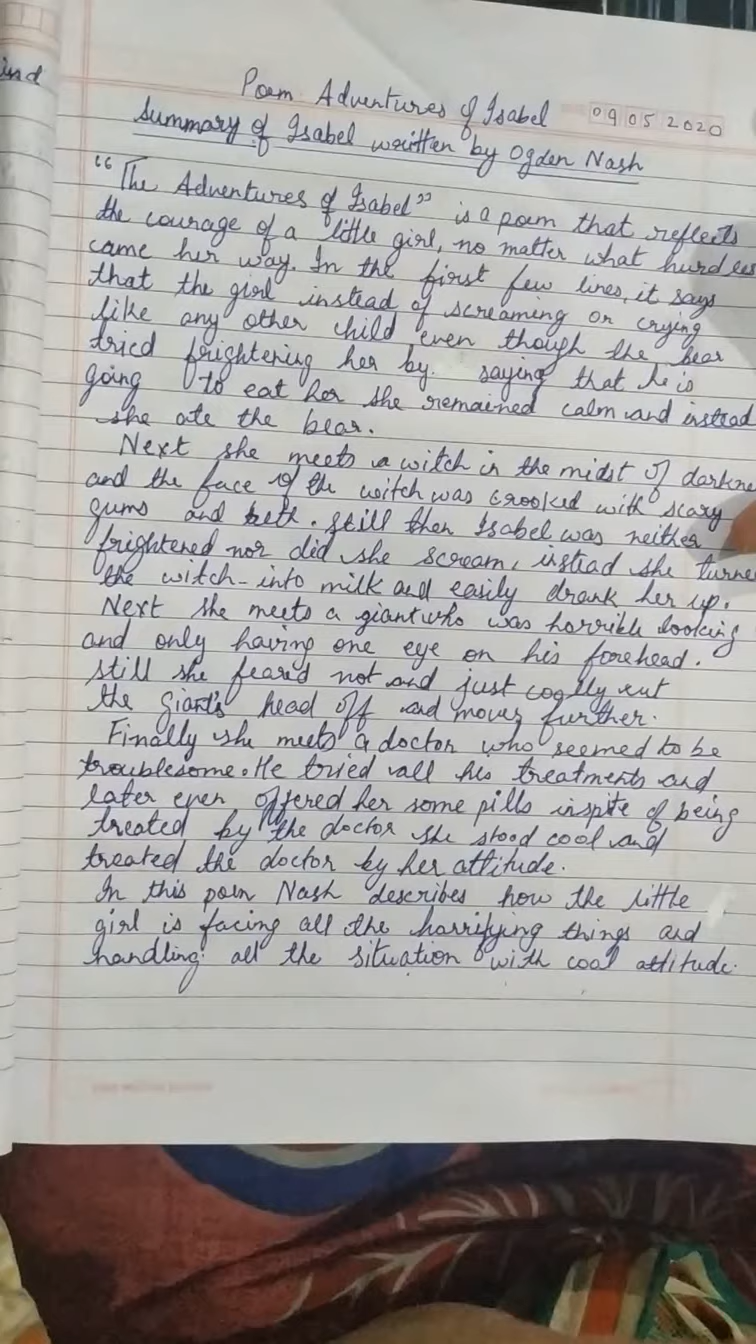 ind
Poem Adventures of Isabel
09 05 2020
Summary of Isabel written by Ogden Nash
"The Adventures of Isabel" is a poem that reflects
the courage of a little girl, no matter what
came her way. In the first few lines, it says
that the girl instead of screaming or crying
like any other child even though the bear
tried frightening her by. saying that he is
going to eat her she remained calm and instead
she ate the bear.
Next she meets a witch in the midst of darkne
and the face of the witch was crooked with scary
gums and teeth. Still then Isabel was neither
frightened nor did she scream, instead she turne
the witch into milk and easily drank her up.
Next she meets a giant who was horrible looking
and only having one eye on his forehead.
still she feared not and just coolly cut
the giant's head off and moves further.
Finally she meets a doctor who seemed to be
troublesome. He tried all his treatments and
later even offered her some pills inspite of being
treated by the doctor she stood cool and
treated the doctor by her attitude.
In this poem Nash describes how the little
girl is facing all the horrifying things and
handling all the situation with cool attitude.